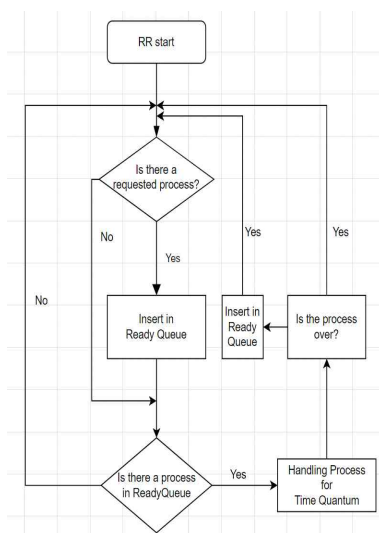 RR start
Is there a
requested process?
No
Yes
Yes
Yes
No
Insert in
Ready Queue
Insert in
Ready
Queue
Is the process
over?
Is there a process
in ReadyQueue
Yes
Handling Process
for
Time Quantum